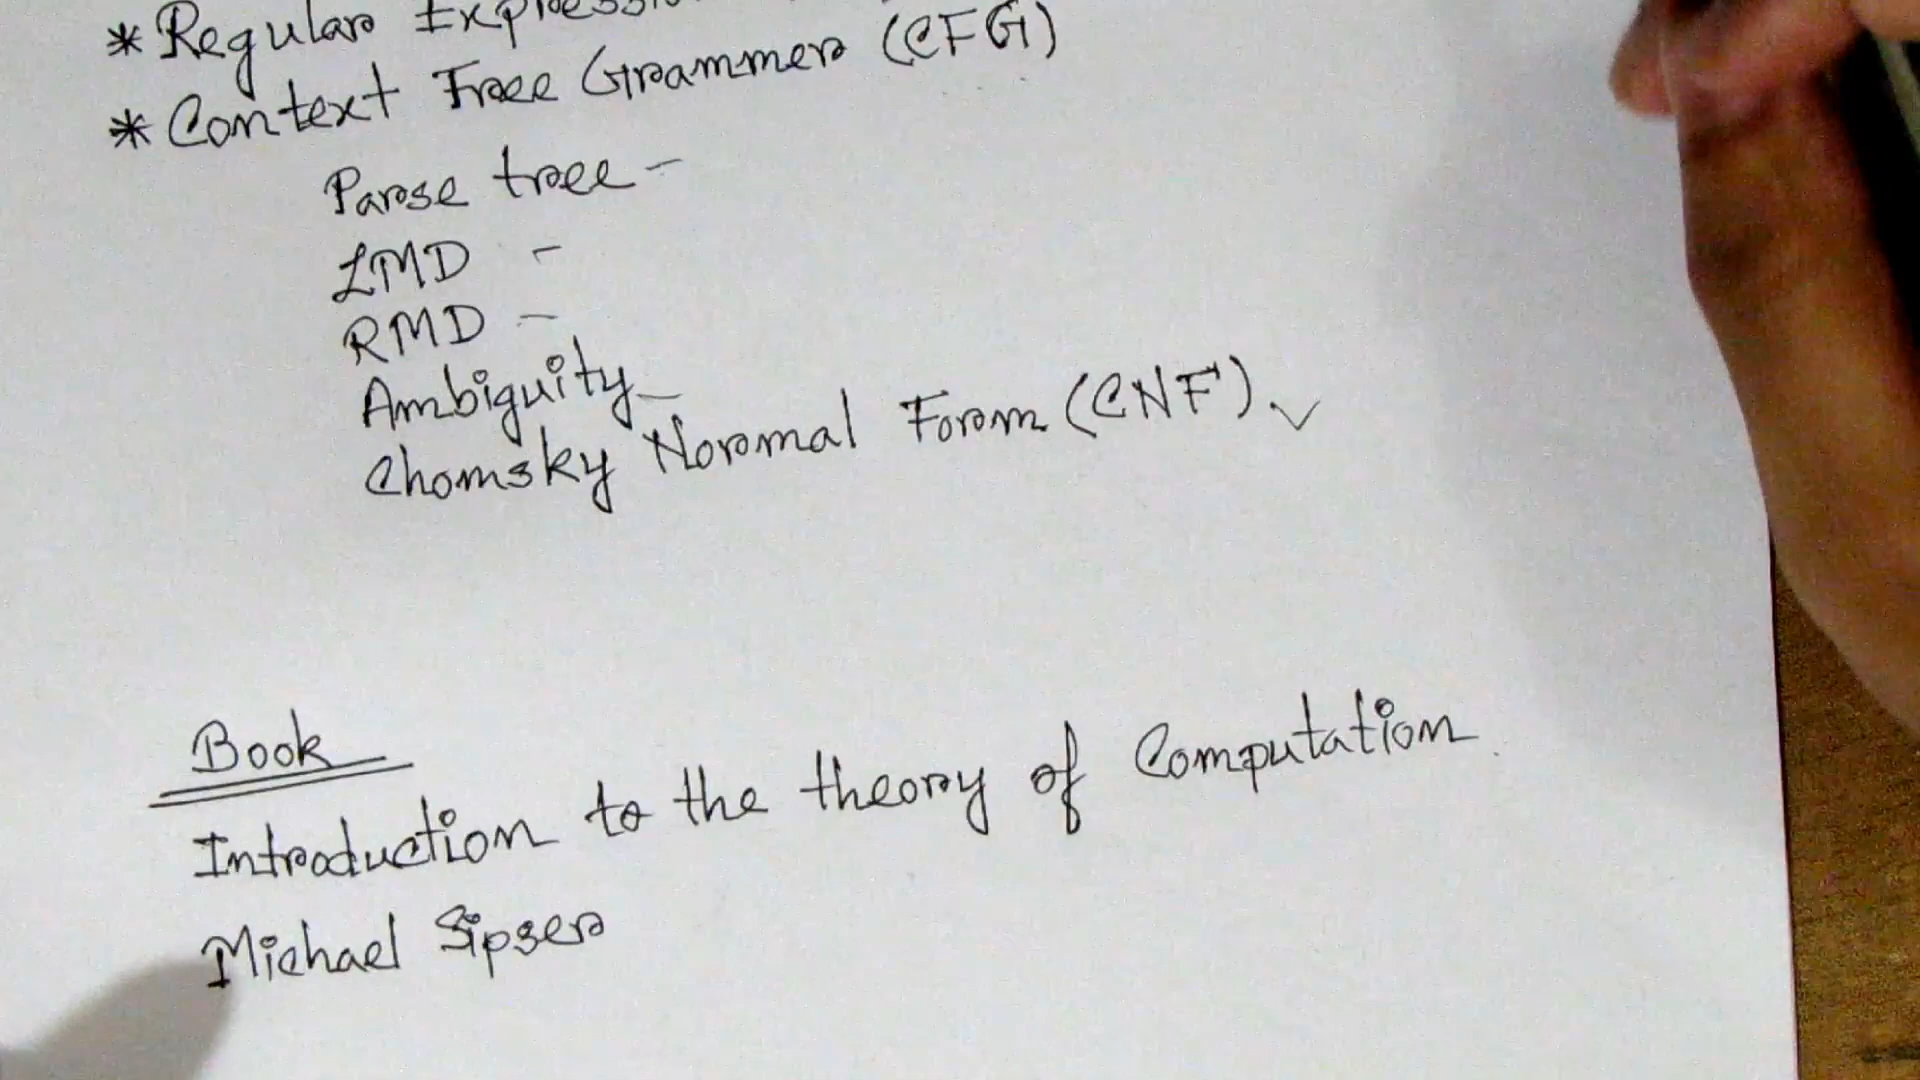 * Regular
* Context Free Grammer (CFG)
Parse tree -
LMD -
RMD -
Ambiguity -
Chomsky Normal Form (CNF). ✓
Book
Introduction to the theory of Computation.
Michael Sipser